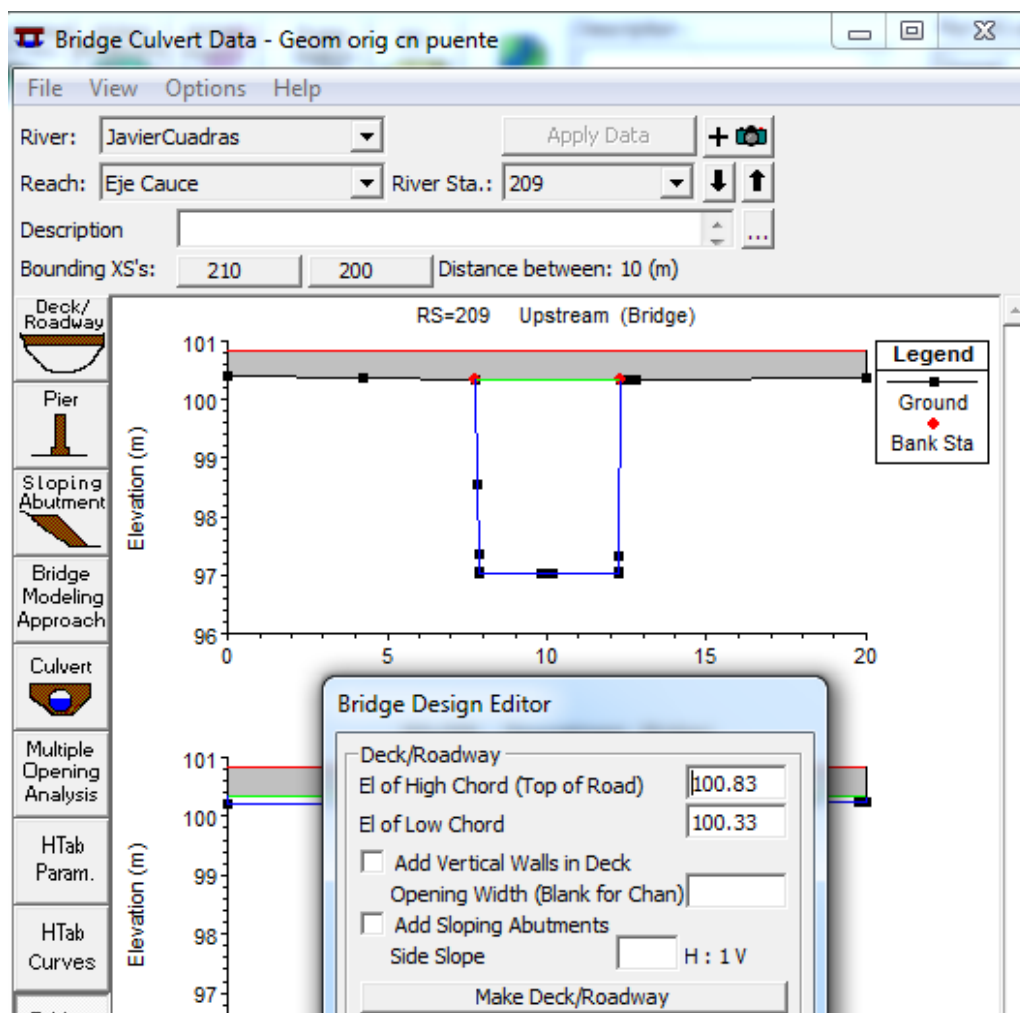 Bridge Culvert Data - Geom orig cn puente
File View Options Help
River: JavierCuadras Apply Data +
Reach: Eje Cauce River Sta.: 209
Description ...
Bounding XS's: 210 200 Distance between: 10 (m)
Deck/
Roadway
Pier
Sloping
Abutment
Bridge
Modeling
Approach
Culvert
Multiple
Opening
Analysis
HTab
Param.
HTab
Curves
RS=209 Upstream (Bridge)
101
100
99
98
97
96
Elevation (m)
0 5 10 15 20
Legend
Ground
Bank Sta
101
100
99
98
97
Elevation (m)
Bridge Design Editor
Deck/Roadway
El of High Chord (Top of Road) 100.83
El of Low Chord 100.33
Add Vertical Walls in Deck
Opening Width (Blank for Chan)
Add Sloping Abutments
Side Slope H : 1 V
Make Deck/Roadway